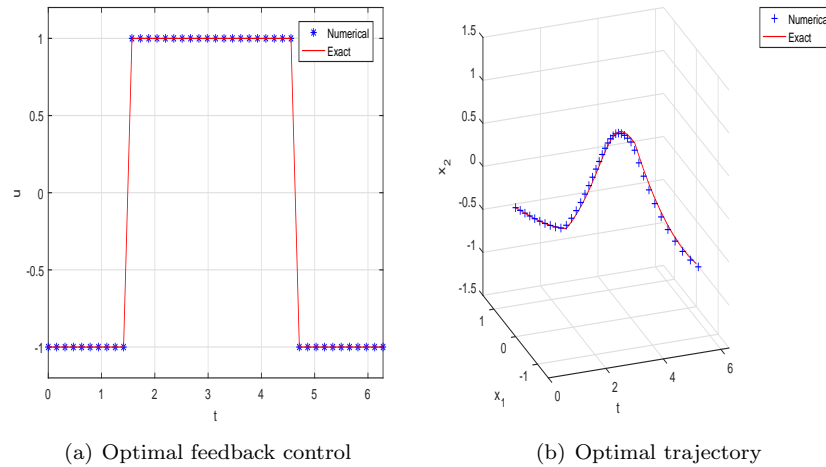 1
0.5
0
-0.5
-1
u
0 1 2 3 4 5 6
t
Numerical
Exact
(a) Optimal feedback control
1.5
1
0.5
0
-0.5
-1
-1.5
x2
1
0
-1
x1
0
2
4
6
t
Numerical
Exact
(b) Optimal trajectory